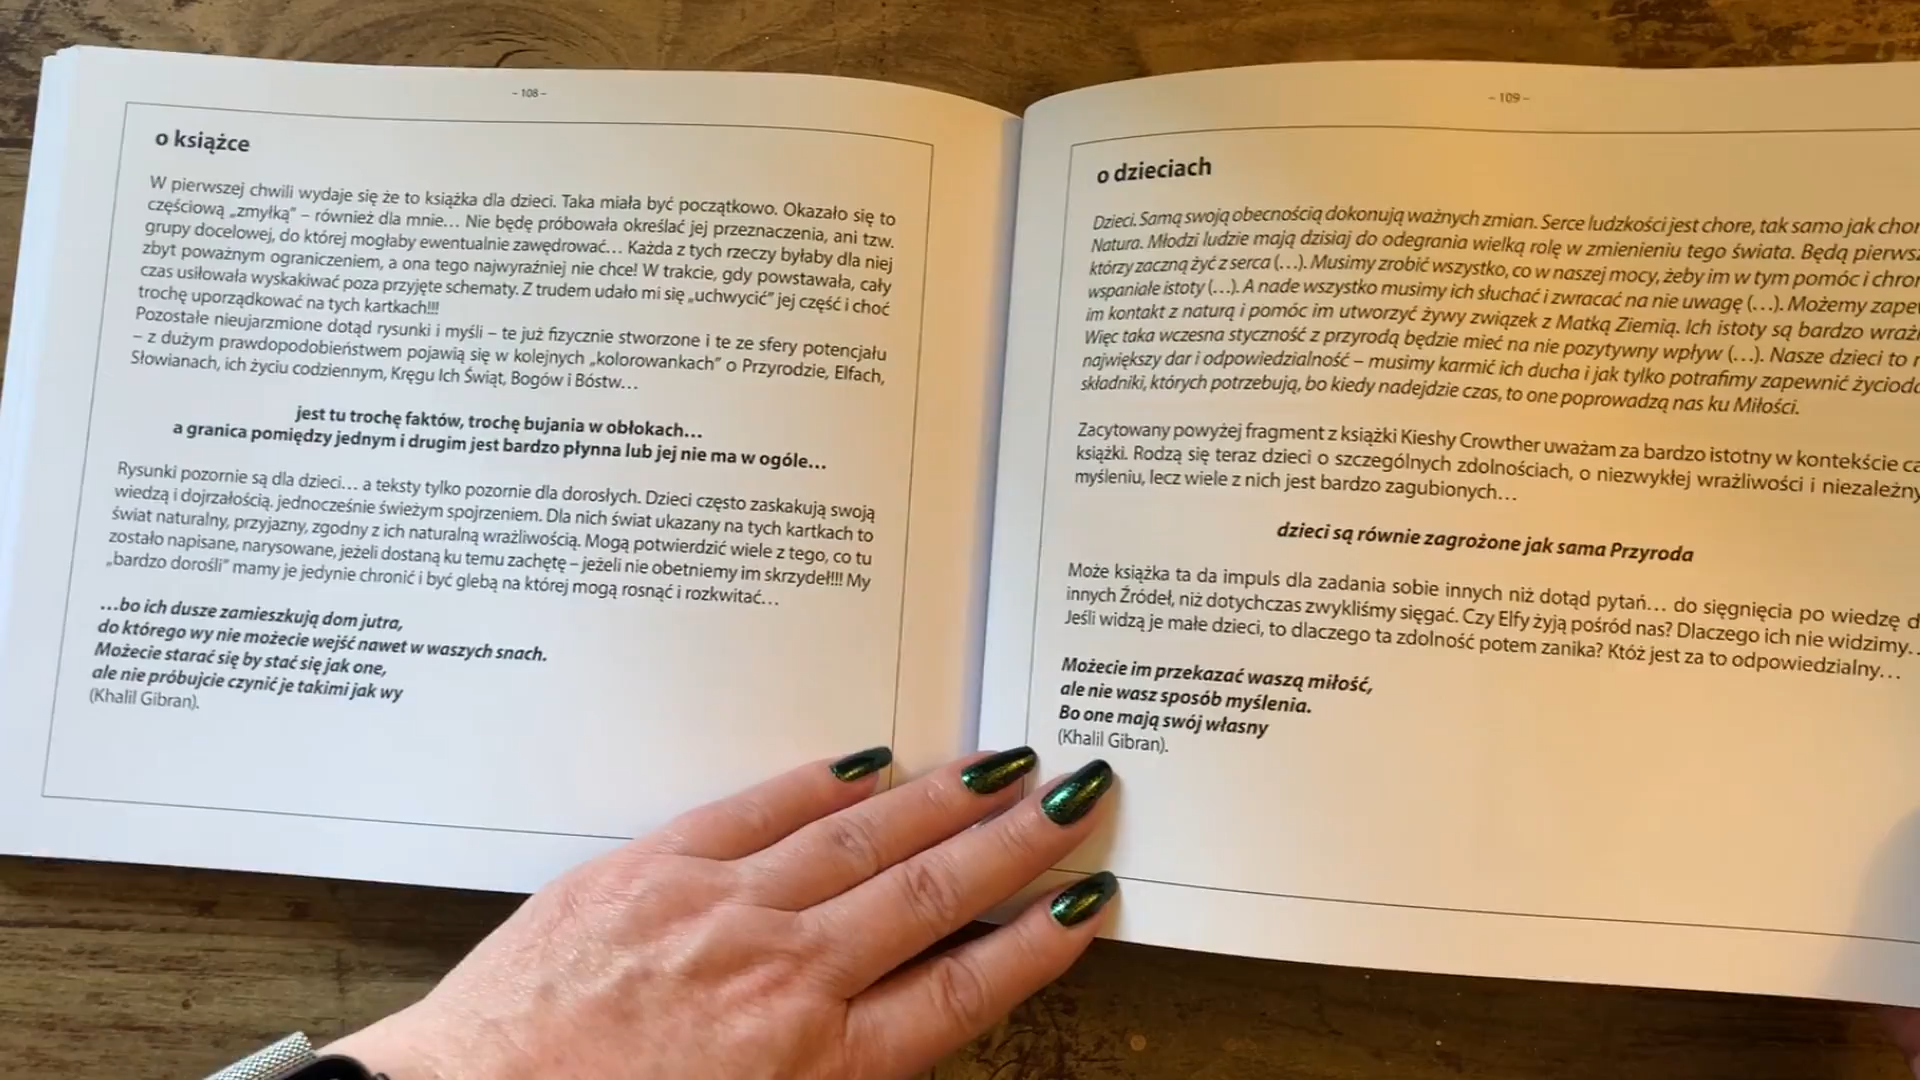 – 108 –
o książce
W pierwszej chwili wydaje się że to książka dla dzieci. Taka miała być początkowo. Okazało się to
częściową „zmyłką” – również dla mnie… Nie będę próbowała określać jej przeznaczenia, ani tzw.
grupy docelowej, do której mogłaby ewentualnie zawędrować… Każda z tych rzeczy byłaby dla niej
zbyt poważnym ograniczeniem, a ona tego najwyraźniej nie chce! W trakcie, gdy powstawała, cały
czas usiłowała wyskakiwać poza przyjęte schematy. Z trudem udało mi się „uchwycić” jej część i choć
trochę uporządkować na tych kartkach!!!
Pozostałe nieujarzmione dotąd rysunki i myśli – te już fizycznie stworzone i te ze sfery potencjału
– z dużym prawdopodobieństwem pojawią się w kolejnych „kolorowankach” o Przyrodzie, Elfach,
Słowianach, ich życiu codziennym, Kręgu Ich Świąt, Bogów i Bóstw…
jest tu trochę faktów, trochę bujania w obłokach…
a granica pomiędzy jednym i drugim jest bardzo płynna lub jej nie ma w ogóle…
Rysunki pozornie są dla dzieci… a teksty tylko pozornie dla dorosłych. Dzieci często zaskakują swoją
wiedzą i dojrzałością, jednocześnie świeżym spojrzeniem. Dla nich świat ukazany na tych kartkach to
świat naturalny, przyjazny, zgodny z ich naturalną wrażliwością. Mogą potwierdzić wiele z tego, co tu
zostało napisane, narysowane, jeżeli dostaną ku temu zachętę – jeżeli nie obetniemy im skrzydeł!!! My
„bardzo dorośli” mamy je jedynie chronić i być glebą na której mogą rosnąć i rozkwitać…
…bo ich dusze zamieszkują dom jutra,
do którego wy nie możecie wejść nawet w waszych snach.
Możecie starać się by stać się jak one,
ale nie próbujcie czynić je takimi jak wy
(Khalil Gibran).
– 109 –
o dzieciach
Dzieci. Samą swoją obecnością dokonują ważnych zmian. Serce ludzkości jest chore, tak samo jak
Natura. Młodzi ludzie mają dzisiaj do odegrania wielką rolę w zmienieniu tego świata. Będą
którzy zaczną żyć z serca (…). Musimy zrobić wszystko, co w naszej mocy, żeby im w tym pomóc i
wspaniałe istoty (…). A nade wszystko musimy ich słuchać i zwracać na nie uwagę (…). Możemy
im kontakt z naturą i pomóc im utworzyć żywy związek z Matką Ziemią. Ich istoty są bardzo
Więc taka wczesna styczność z przyrodą będzie mieć na nie pozytywny wpływ (…). Nasze dzieci to
największy dar i odpowiedzialność – musimy karmić ich ducha i jak tylko potrafimy zapewnić
składniki, których potrzebują, bo kiedy nadejdzie czas, to one poprowadzą nas ku Miłości.
Zacytowany powyżej fragment z książki Kieshy Crowther uważam za bardzo istotny w kontekście
książki. Rodzą się teraz dzieci o szczególnych zdolnościach, o niezwykłej wrażliwości i
myśleniu, lecz wiele z nich jest bardzo zagubionych…
dzieci są równie zagrożone jak sama Przyroda
Może książka ta da impuls dla zadania sobie innych niż dotąd pytań… do sięgnięcia po wiedzę
innych Źródeł, niż dotychczas zwykliśmy sięgać. Czy Elfy żyją pośród nas? Dlaczego ich nie widzimy…
Jeśli widzą je małe dzieci, to dlaczego ta zdolność potem zanika? Któż jest za to odpowiedzialny…
Możecie im przekazać waszą miłość,
ale nie wasz sposób myślenia.
Bo one mają swój własny
(Khalil Gibran).